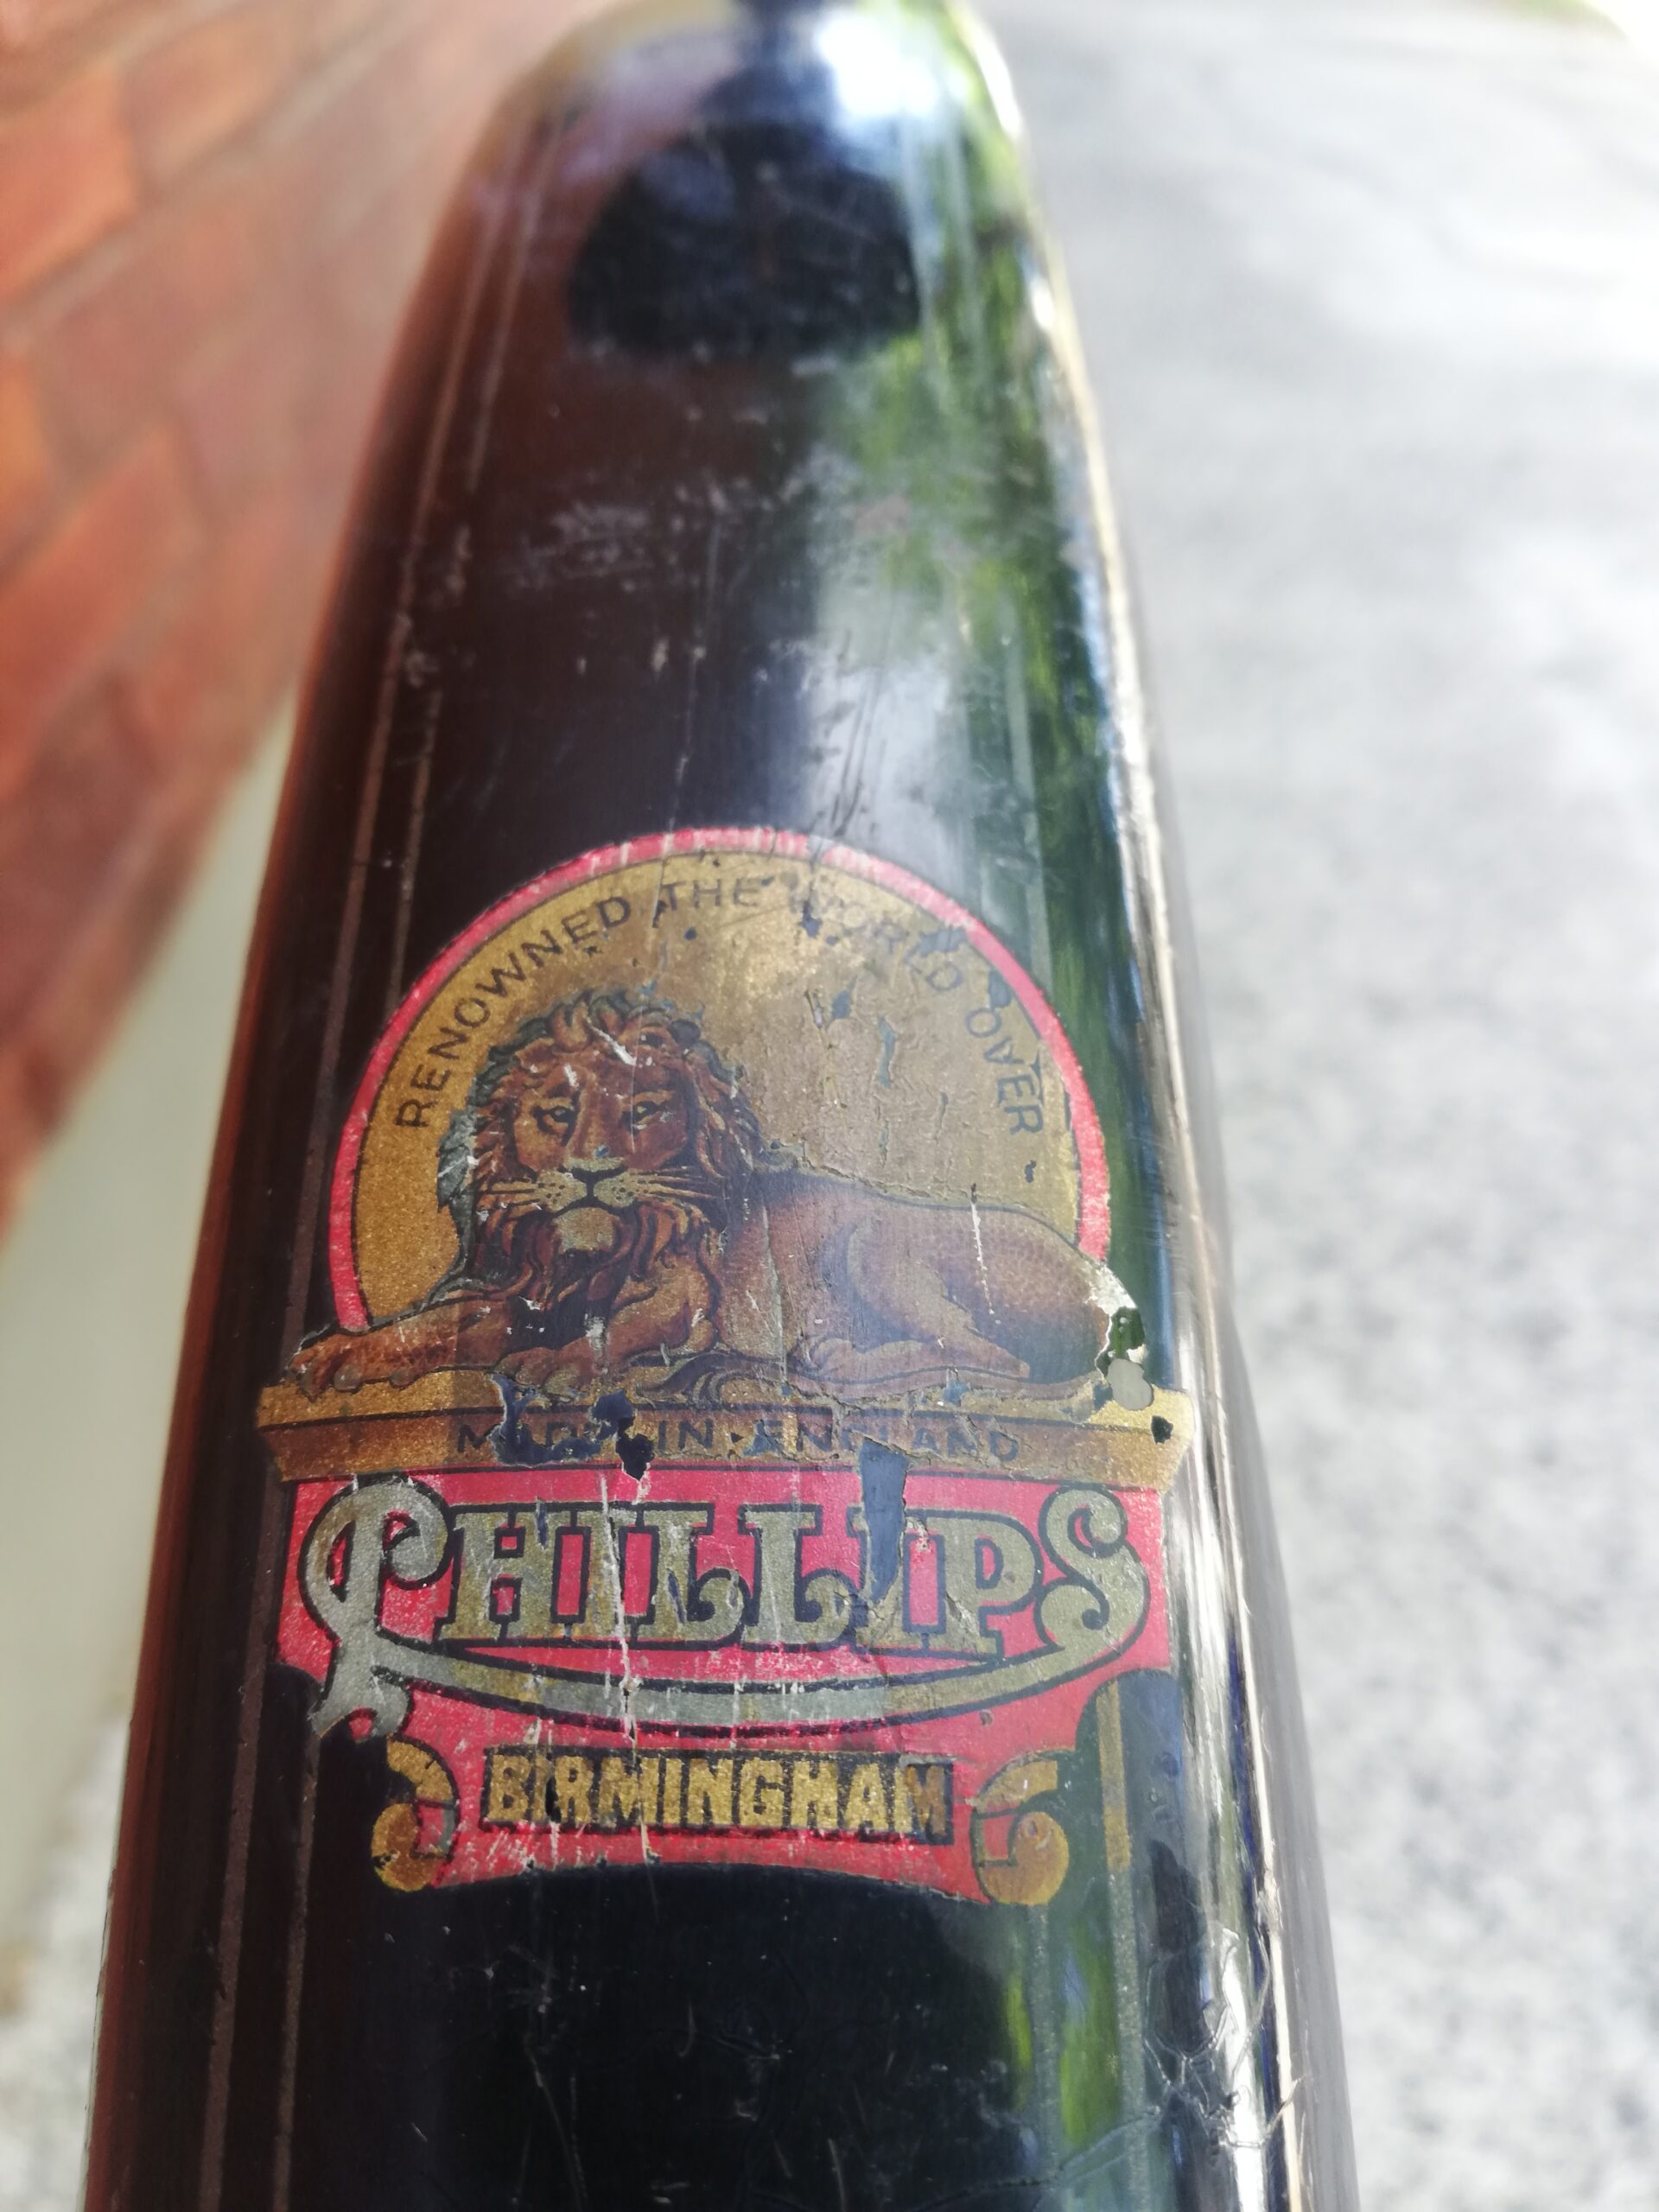 RENOWNED THE WORLD OVER
MADE IN ENGLAND
PHILLIPS
BIRMINGHAM